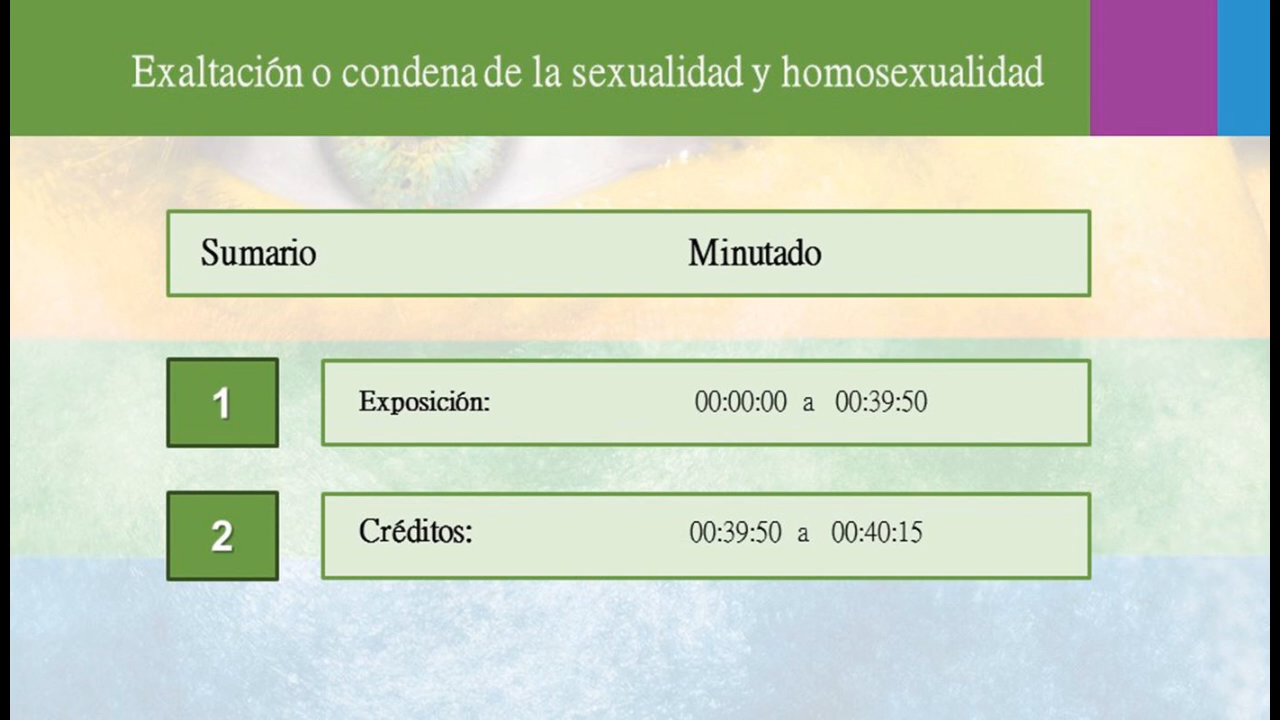 Exaltación o condena de la sexualidad y homosexualidad
Sumario Minutado
1 Exposición: 00:00:00 a 00:39:50
2 Créditos: 00:39:50 a 00:40:15